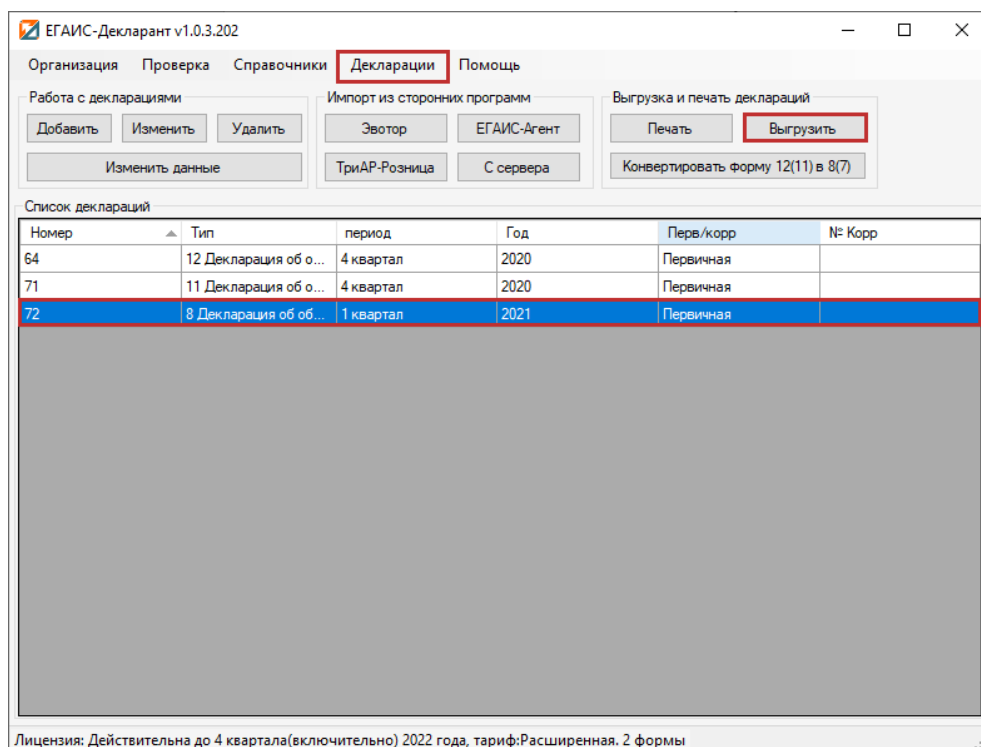 ЕГАИС-Декларант v1.0.3.202
Организация Проверка Справочники Декларации Помощь
Работа с декларациями Импорт из сторонних программ Выгрузка и печать деклараций
Добавить Изменить Удалить Эвотор ЕГАИС-Агент Печать Выгрузить
Изменить данные ТриАР-Розница С сервера Конвертировать форму 12(11) в 8(7)
Список деклараций
Номер Тип период Год Перв/корр № Корр
64 12 Декларация об о... 4 квартал 2020 Первичная
71 11 Декларация об о... 4 квартал 2020 Первичная
72 8 Декларация об об... 1 квартал 2021 Первичная
Лицензия: Действительна до 4 квартала(включительно) 2022 года, тариф:Расширенная. 2 формы